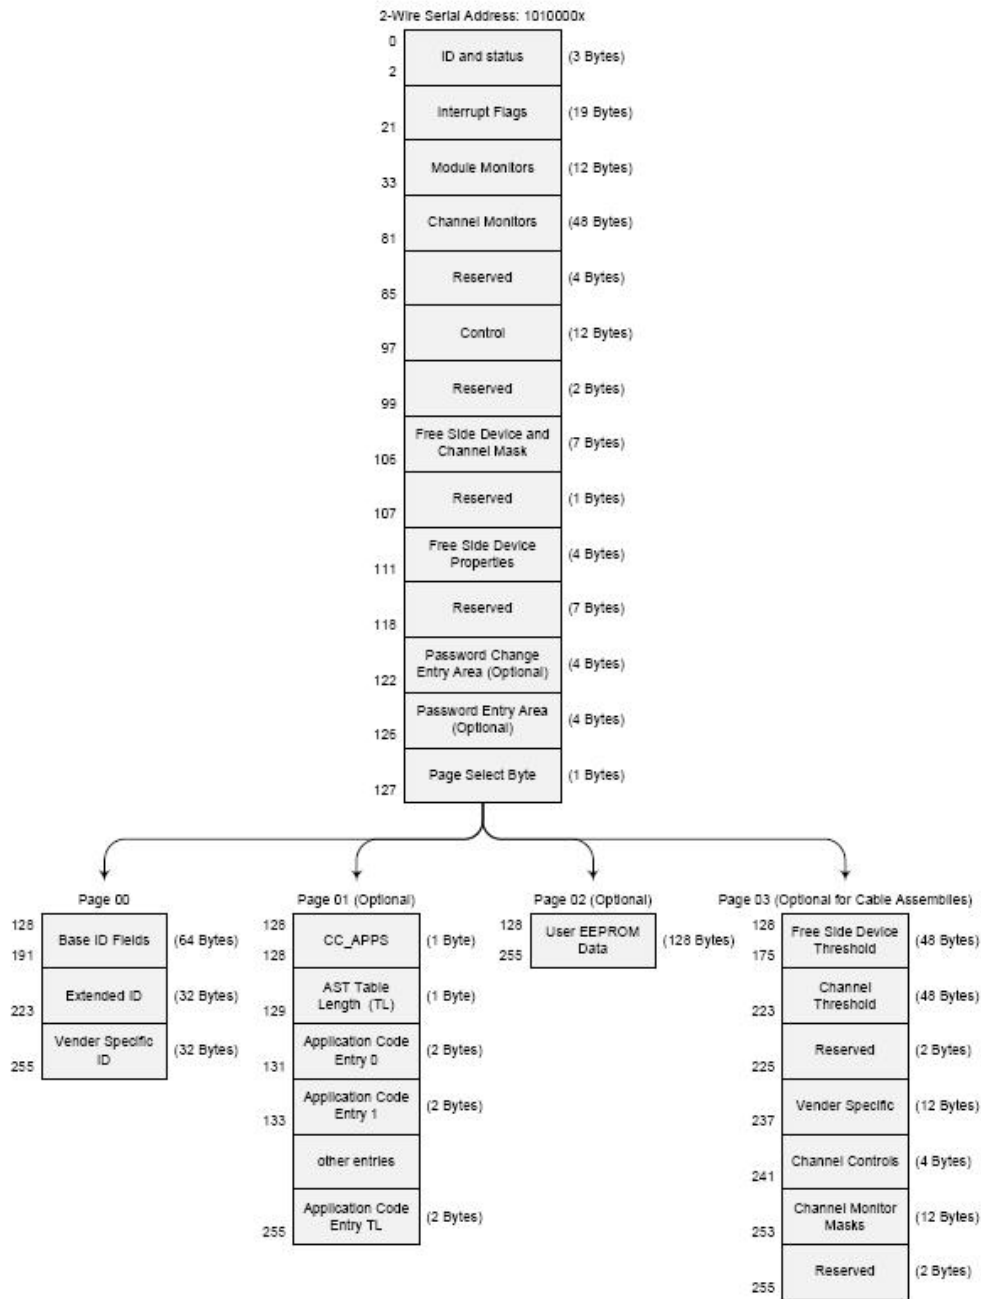 2-Wire Serial Address: 1010000x
0
ID and status
(3 Bytes)
2
Interrupt Flags
(19 Bytes)
21
Module Monitors
(12 Bytes)
33
Channel Monitors
(48 Bytes)
81
Reserved
(4 Bytes)
85
Control
(12 Bytes)
97
Reserved
(2 Bytes)
99
Free Side Device and
Channel Mask
(7 Bytes)
106
Reserved
(1 Bytes)
107
Free Side Device
Properties
(4 Bytes)
111
Reserved
(7 Bytes)
118
Password Change
Entry Area (Optional)
(4 Bytes)
122
Password Entry Area
(Optional)
(4 Bytes)
126
Page Select Byte
(1 Bytes)
127
Page 00
128
Base ID Fields
(64 Bytes)
191
Extended ID
(32 Bytes)
223
Vender Specific
ID
(32 Bytes)
255
Page 01 (Optional)
128
CC_APPS
(1 Byte)
128
AST Table
Length (TL)
(1 Byte)
129
Application Code
Entry 0
(2 Bytes)
131
Application Code
Entry 1
(2 Bytes)
133
other entries
Application Code
Entry TL
(2 Bytes)
255
Page 02 (Optional)
128
User EEPROM
Data
(128 Bytes)
255
Page 03 (Optional for Cable Assemblies)
128
Free Side Device
Threshold
(48 Bytes)
175
Channel
Threshold
(48 Bytes)
223
Reserved
(2 Bytes)
225
Vender Specific
(12 Bytes)
237
Channel Controls
(4 Bytes)
241
Channel Monitor
Masks
(12 Bytes)
253
Reserved
(2 Bytes)
255